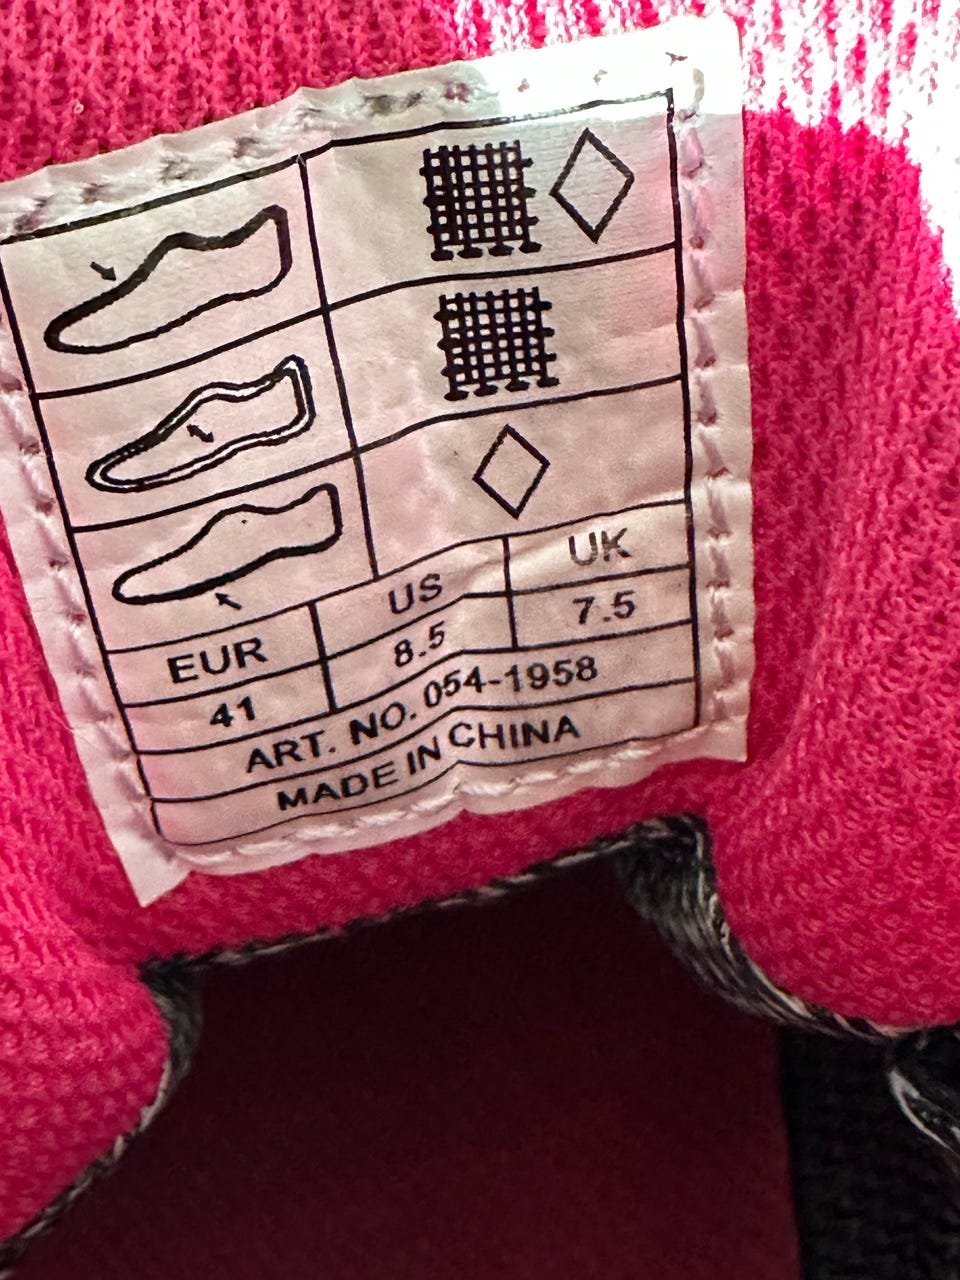 EUR US UK
41 8.5 7.5
ART. NO. 054-1958
MADE IN CHINA